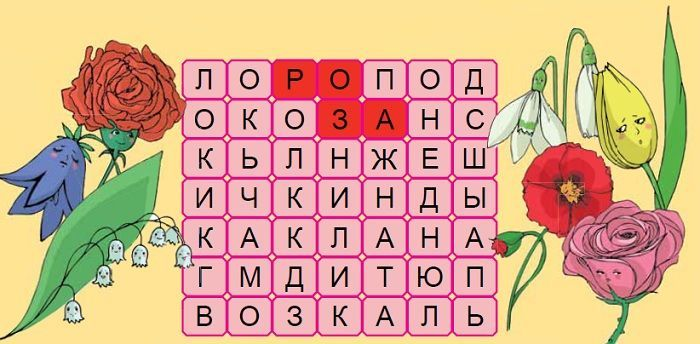 Л О Р О П О Д
О К О З А Н С
К Ь Л Н Ж Е Ш
И Ч К И Н Д Ы
К А К Л А Н А
Г М Д И Т Ю П
В О З К А Л Ь